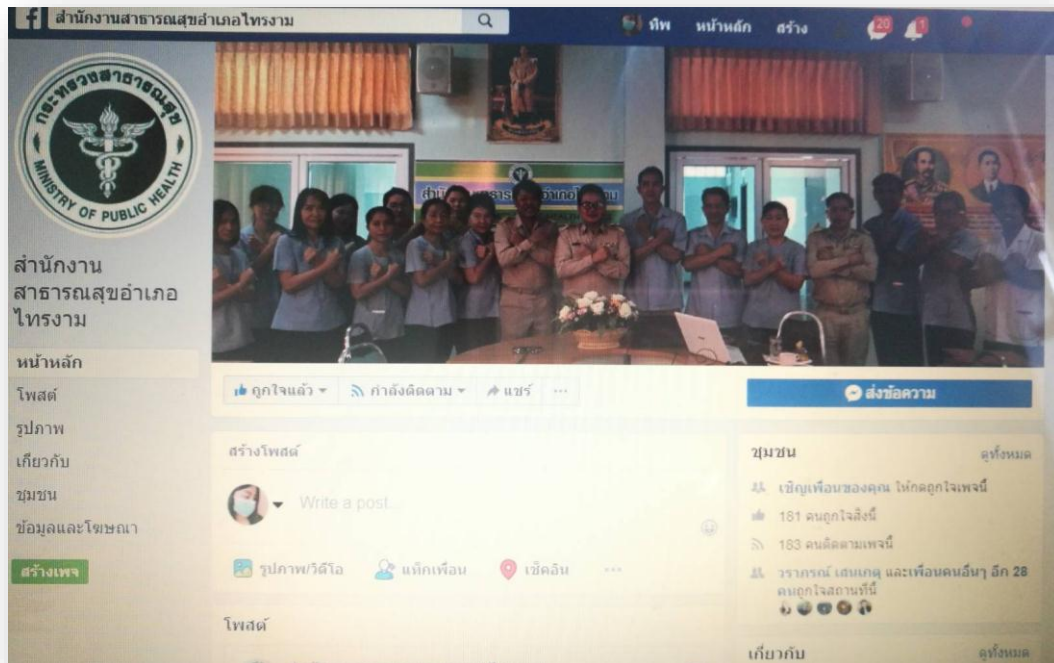 สำนักงานสาธารณสุขอำเภอไทรงาม
ทิพ หน้าหลัก สร้าง 20 1
กระทรวงสาธารณสุข
MINISTRY OF PUBLIC HEALTH
สำนักงาน
สาธารณสุขอำเภอ
ไทรงาม
หน้าหลัก
โพสต์
รูปภาพ
เกี่ยวกับ
ชุมชน
ข้อมูลและโฆษณา
สร้างเพจ
ถูกใจแล้ว กำลังติดตาม แชร์ ...
ส่งข้อความ
สร้างโพสต์
Write a post...
รูปภาพ/วิดีโอ แท็กเพื่อน เช็คอิน ...
โพสต์
ชุมชน ดูทั้งหมด
เชิญเพื่อนของคุณ ให้กดถูกใจเพจนี้
181 คนถูกใจสิ่งนี้
183 คนติดตามเพจนี้
วราภรณ์ เสนเกตุ และเพื่อนคนอื่นๆ อีก 28
คนถูกใจสถานที่นี้
เกี่ยวกับ ดูทั้งหมด